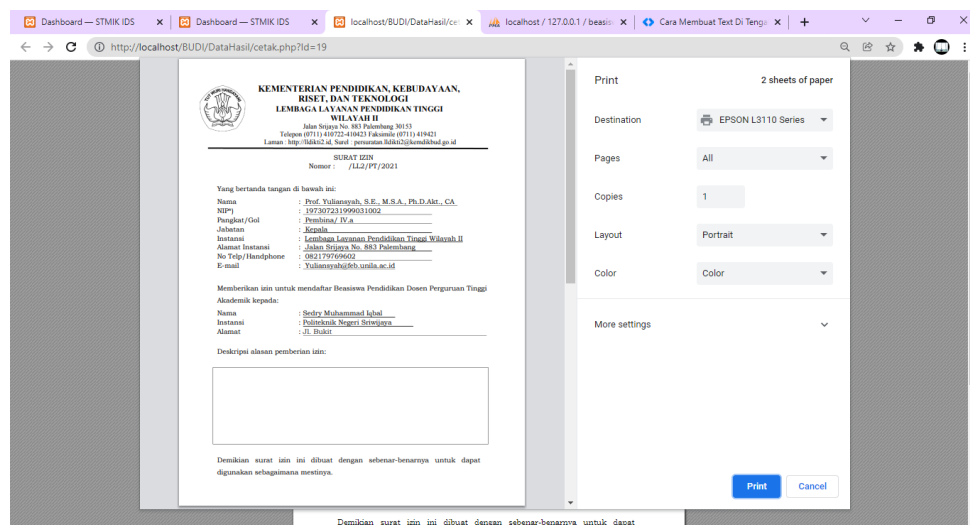 Dashboard — STMIK IDS
Dashboard — STMIK IDS
localhost/BUDI/DataHasil/cet
localhost / 127.0.0.1 / beasis
Cara Membuat Text Di Tenga
http://localhost/BUDI/DataHasil/cetak.php?Id=19
KEMENTERIAN PENDIDIKAN, KEBUDAYAAN,
RISET, DAN TEKNOLOGI
LEMBAGA LAYANAN PENDIDIKAN TINGGI
WILAYAH II
Jalan Srijaya No. 883 Palembang 30153
Telepon (0711) 410722-410423 Faksimile (0711) 419421
Laman : http://lldikti2.id, Surel : persuratan.lldikti2@kemdikbud.go.id
SURAT IZIN
Nomor : /LL2/PT/2021
Yang bertanda tangan di bawah ini:
Nama : Prof. Yuliansyah, S.E., M.S.A., Ph.D.Akt., CA
NIP*) : 197307231999031002
Pangkat/Gol : Pembina/ IV.a
Jabatan : Kepala
Instansi : Lembaga Layanan Pendidikan Tinggi Wilayah II
Alamat Instansi : Jalan Srijaya No. 883 Palembang
No Telp/Handphone : 082179769602
E-mail : Yuliansyah@feb.unila.ac.id
Memberikan izin untuk mendaftar Beasiswa Pendidikan Dosen Perguruan Tinggi
Akademik kepada:
Nama : Sedry Muhammad Iqbal
Instansi : Politeknik Negeri Sriwijaya
Alamat : Jl. Bukit
Deskripsi alasan pemberian izin:
Demikian surat izin ini dibuat dengan sebenar-benarnya untuk dapat
digunakan sebagaimana mestinya.
Print
2 sheets of paper
Destination
EPSON L3110 Series
Pages
All
Copies
1
Layout
Portrait
Color
Color
More settings
Print
Cancel
Demikian surat izin ini dibuat dengan sebenar-benarnya untuk dapat